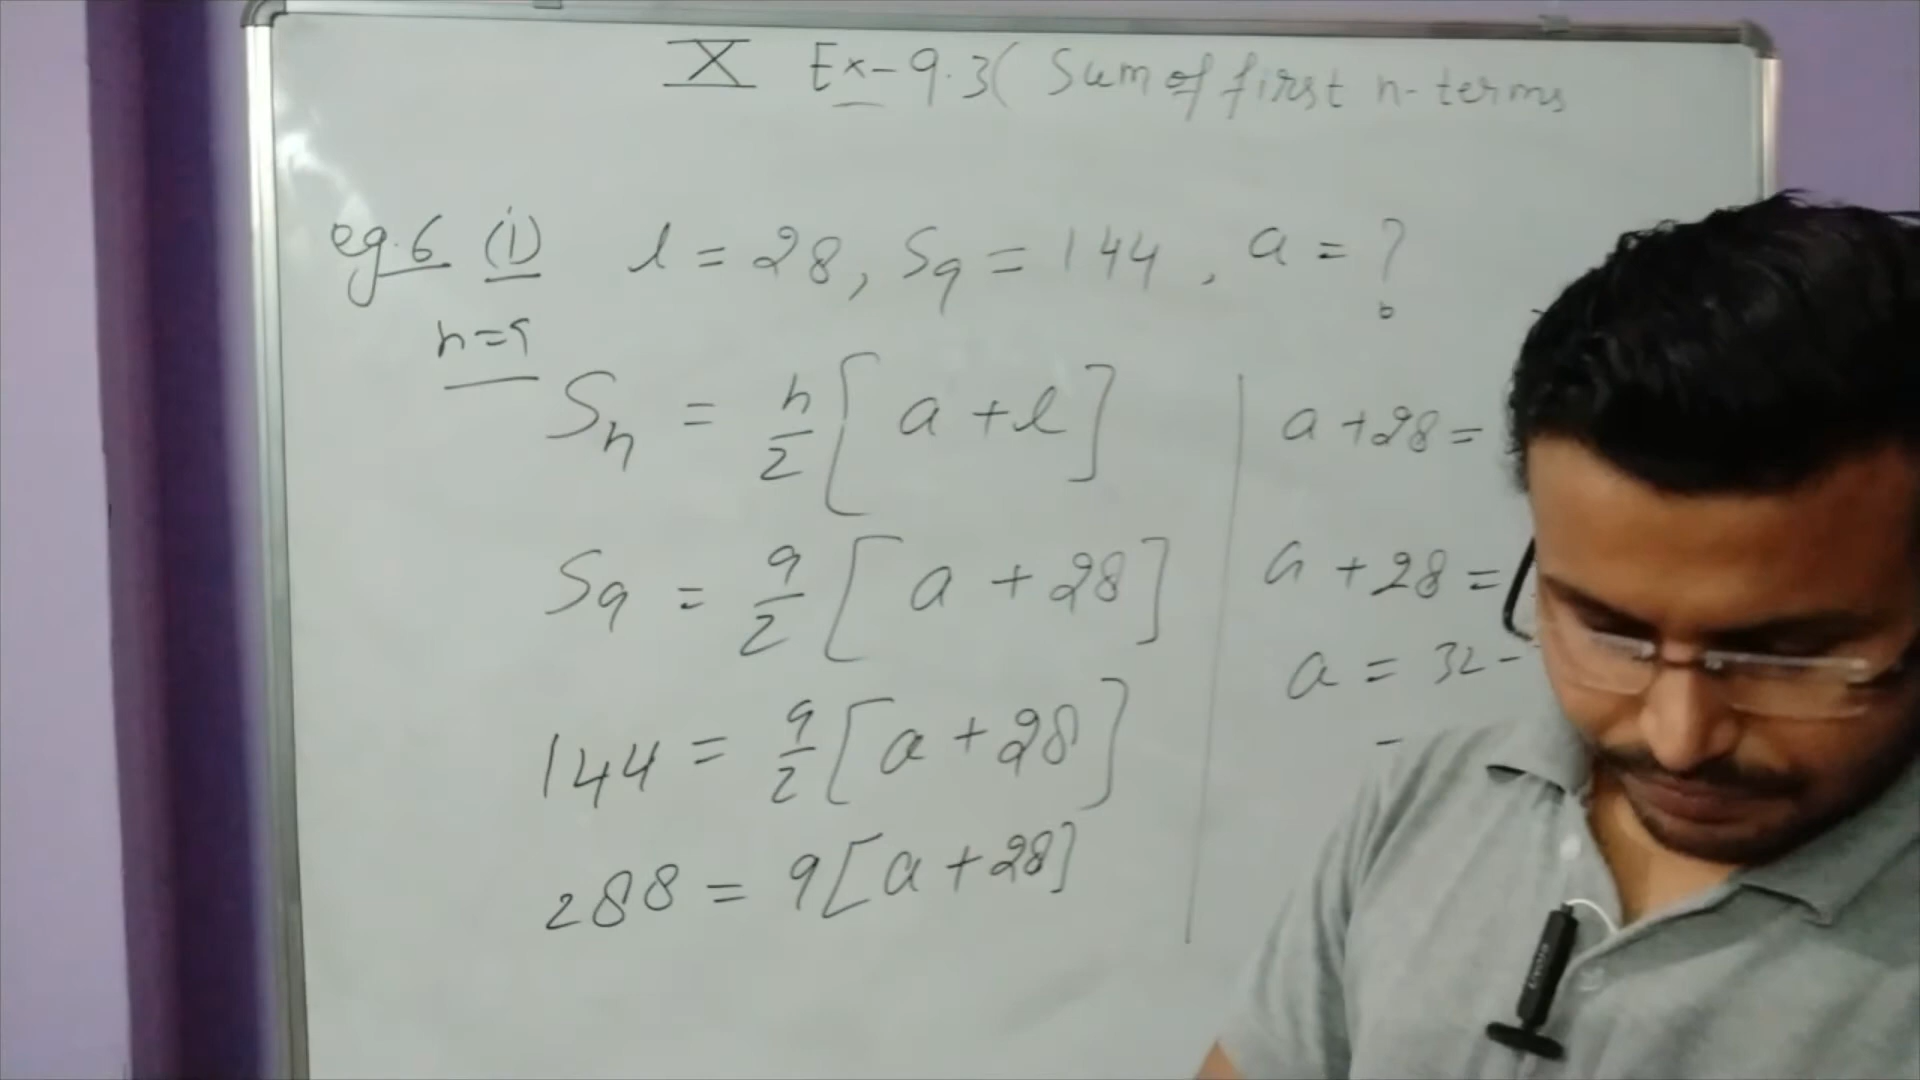 X Ex-9.3( Sum of first n-terms
eg.6 (i) l = 28, S9 = 144, a = ?
n=9
Sn = n/2 [a + l]
S9 = 9/2 [a + 28]
144 = 9/2 [a + 28]
288 = 9[a + 28]
a + 28 =
a + 28 =
a = 32 -